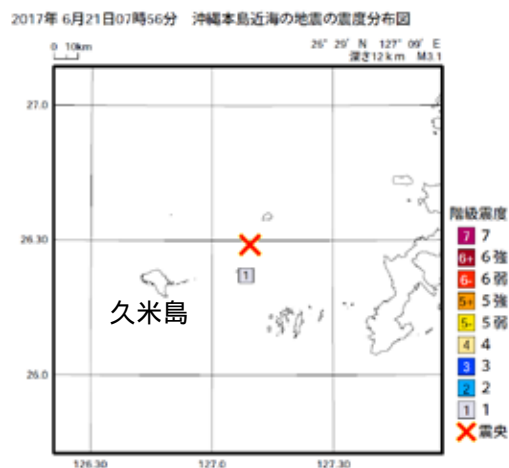 2017年 6月21日07時56分 沖縄本島近海の地震の震度分布図
0 10km
26° 29′ N 127° 09′ E
深さ12km M3.1
27.0
26.30
26.0
126.30 127.0 127.30
久米島
1
階級震度
7 7
6+ 6強
6- 6弱
5+ 5強
5- 5弱
4 4
3 3
2 2
1 1
震央